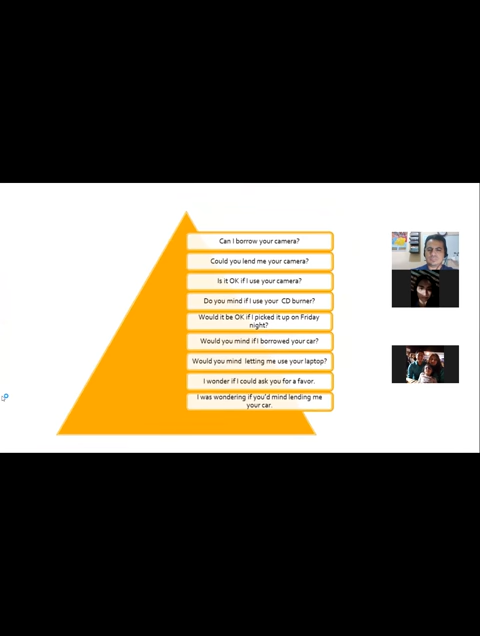 Can I borrow your camera?
Could you lend me your camera?
Is it OK if I use your camera?
Do you mind if I use your  CD burner?
Would it be OK if I picked it up on Friday
night?
Would you mind if I borrowed your car?
Would you mind  letting me use your laptop?
I wonder if I could ask you for a favor.
I was wondering if you'd mind lending me
your car.